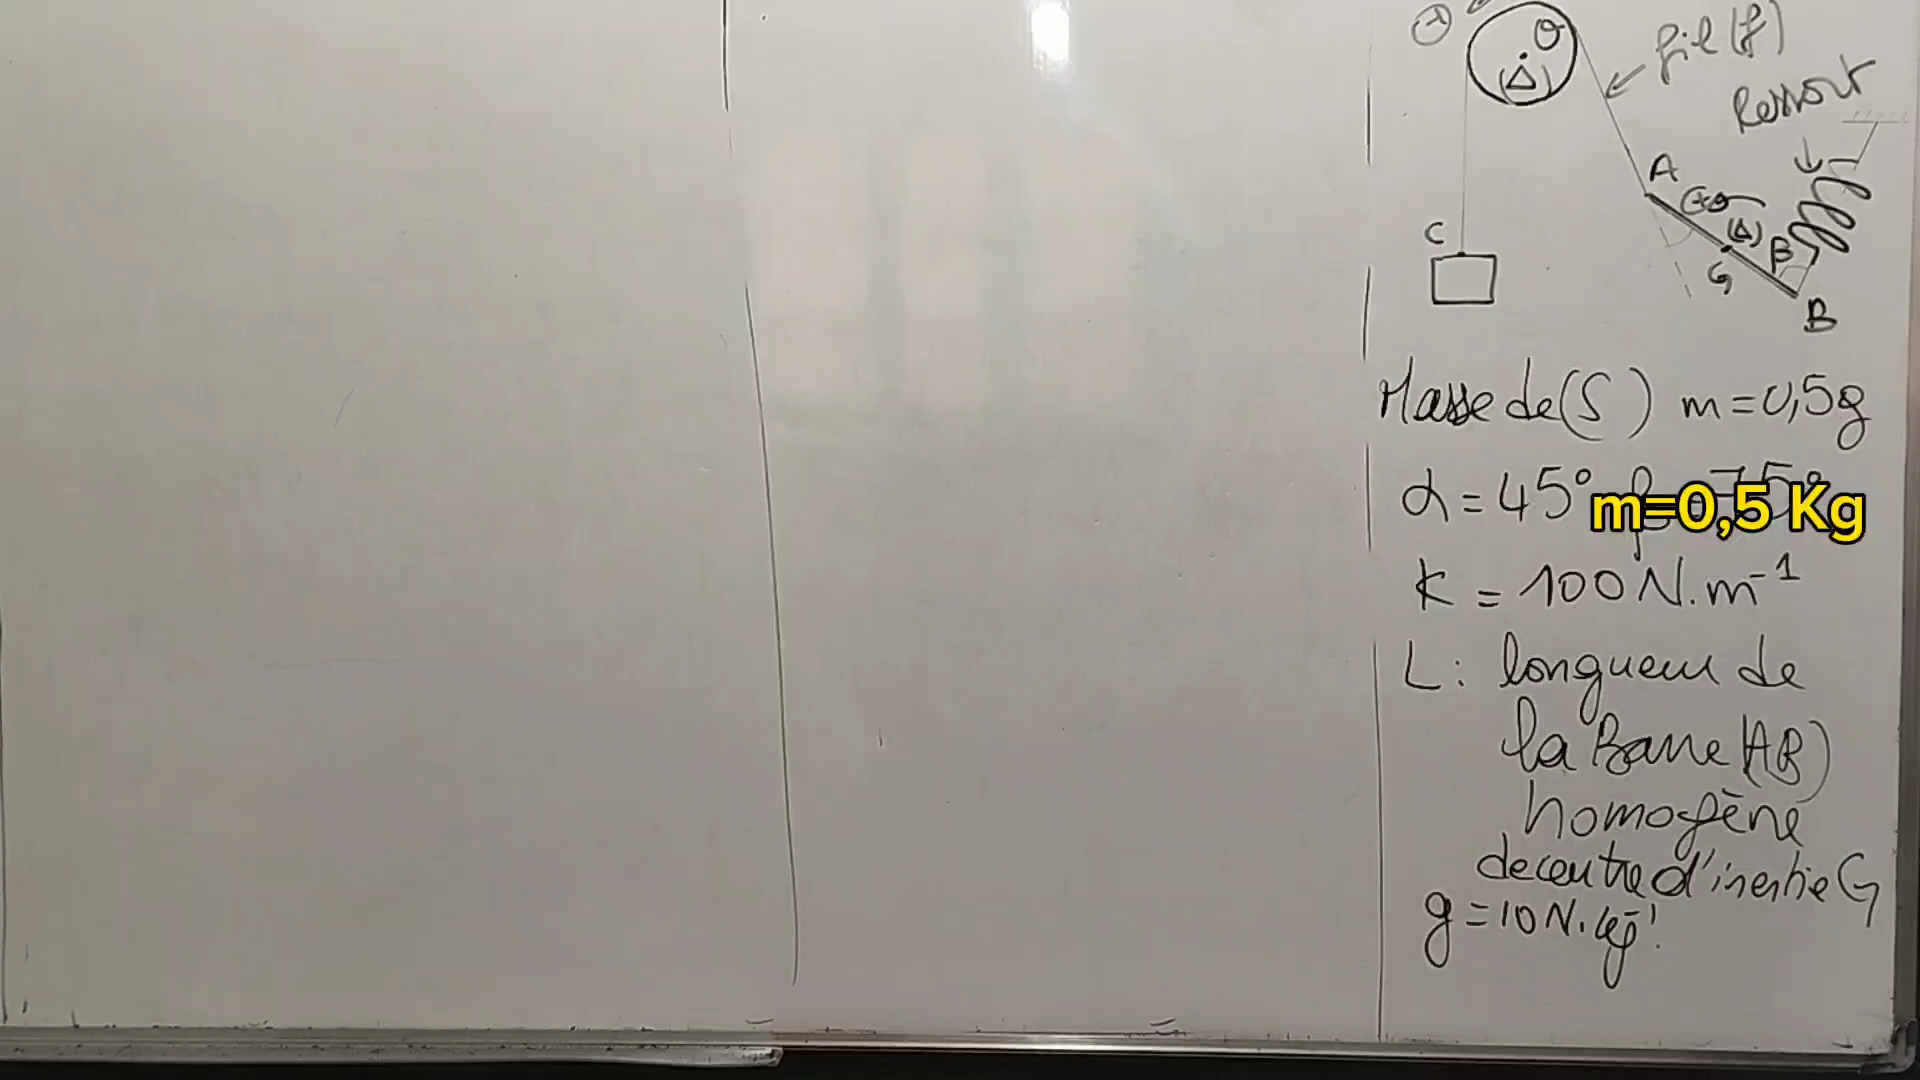 O
(Δ)
fil (f)
Ressort
A
(Δ)
C
β
G
B
Masse de (S) m = 0,5g
α = 45° β = 75°
m=0,5 Kg
K = 100 N.m⁻¹
L : longueur de
la Barre (AB)
homogène
de centre d'inertie G
g = 10 N.kg⁻¹.